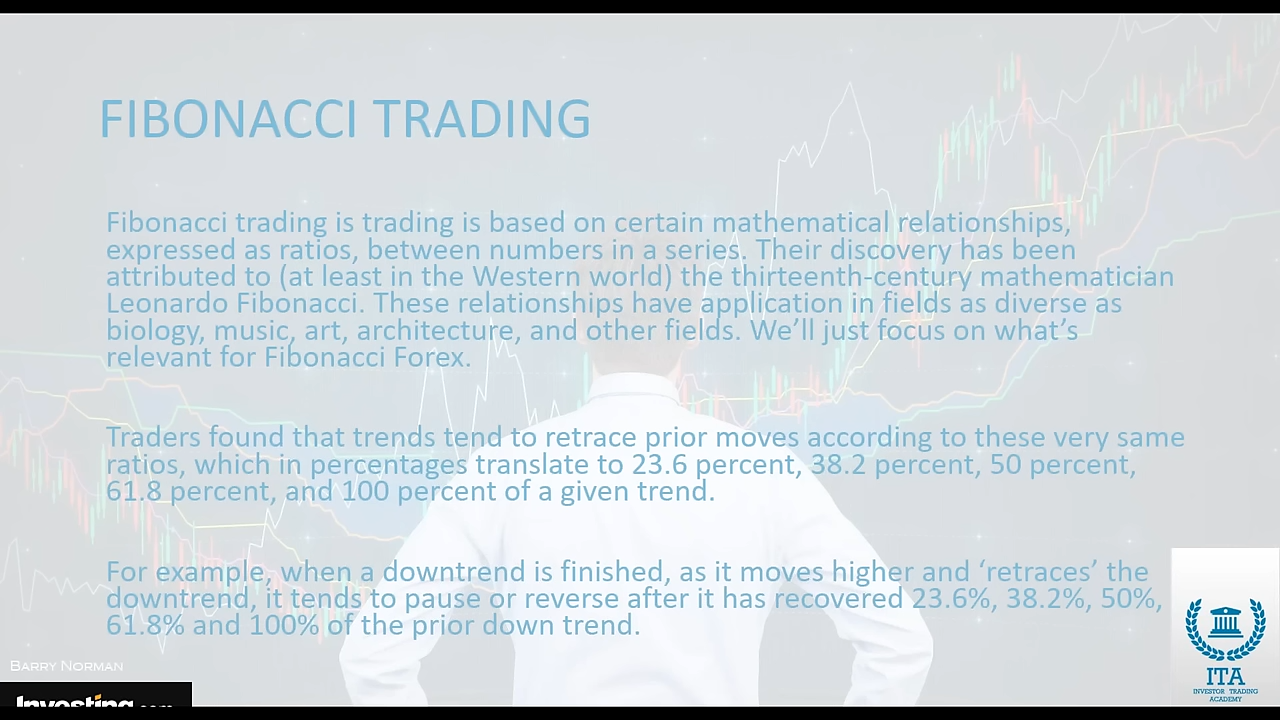 FIBONACCI TRADING
Fibonacci trading is trading is based on certain mathematical relationships,
expressed as ratios, between numbers in a series. Their discovery has been
attributed to (at least in the Western world) the thirteenth-century mathematician
Leonardo Fibonacci. These relationships have application in fields as diverse as
biology, music, art, architecture, and other fields. We’ll just focus on what’s
relevant for Fibonacci Forex.
Traders found that trends tend to retrace prior moves according to these very same
ratios, which in percentages translate to 23.6 percent, 38.2 percent, 50 percent,
61.8 percent, and 100 percent of a given trend.
For example, when a downtrend is finished, as it moves higher and ‘retraces’ the
downtrend, it tends to pause or reverse after it has recovered 23.6%, 38.2%, 50%,
61.8% and 100% of the prior down trend.
BARRY NORMAN
Investing.com
ITA
INVESTOR TRADING
ACADEMY